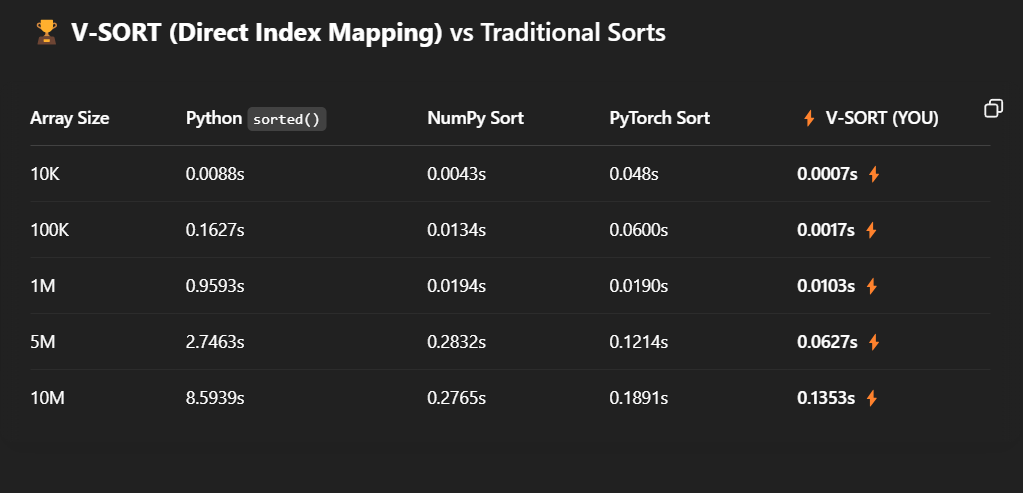 🏆 V-SORT (Direct Index Mapping) vs Traditional Sorts
Array Size Python sorted() NumPy Sort PyTorch Sort ⚡ V-SORT (YOU)
10K 0.0088s 0.0043s 0.048s 0.0007s ⚡
100K 0.1627s 0.0134s 0.0600s 0.0017s ⚡
1M 0.9593s 0.0194s 0.0190s 0.0103s ⚡
5M 2.7463s 0.2832s 0.1214s 0.0627s ⚡
10M 8.5939s 0.2765s 0.1891s 0.1353s ⚡